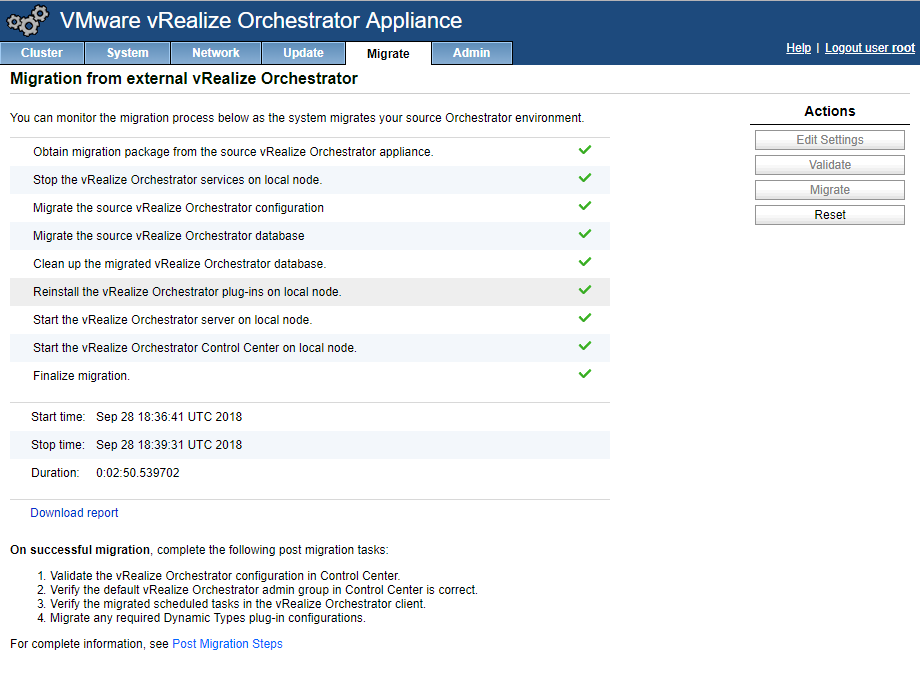 VMware vRealize Orchestrator Appliance
Cluster System Network Update Migrate Admin
Help | Logout user root
Migration from external vRealize Orchestrator
You can monitor the migration process below as the system migrates your source Orchestrator environment.
Obtain migration package from the source vRealize Orchestrator appliance.
Stop the vRealize Orchestrator services on local node.
Migrate the source vRealize Orchestrator configuration
Migrate the source vRealize Orchestrator database
Clean up the migrated vRealize Orchestrator database.
Reinstall the vRealize Orchestrator plug-ins on local node.
Start the vRealize Orchestrator server on local node.
Start the vRealize Orchestrator Control Center on local node.
Finalize migration.
Start time: Sep 28 18:36:41 UTC 2018
Stop time: Sep 28 18:39:31 UTC 2018
Duration: 0:02:50.539702
Download report
On successful migration, complete the following post migration tasks:
1. Validate the vRealize Orchestrator configuration in Control Center.
2. Verify the default vRealize Orchestrator admin group in Control Center is correct.
3. Verify the migrated scheduled tasks in the vRealize Orchestrator client.
4. Migrate any required Dynamic Types plug-in configurations.
For complete information, see Post Migration Steps
Actions
Edit Settings
Validate
Migrate
Reset